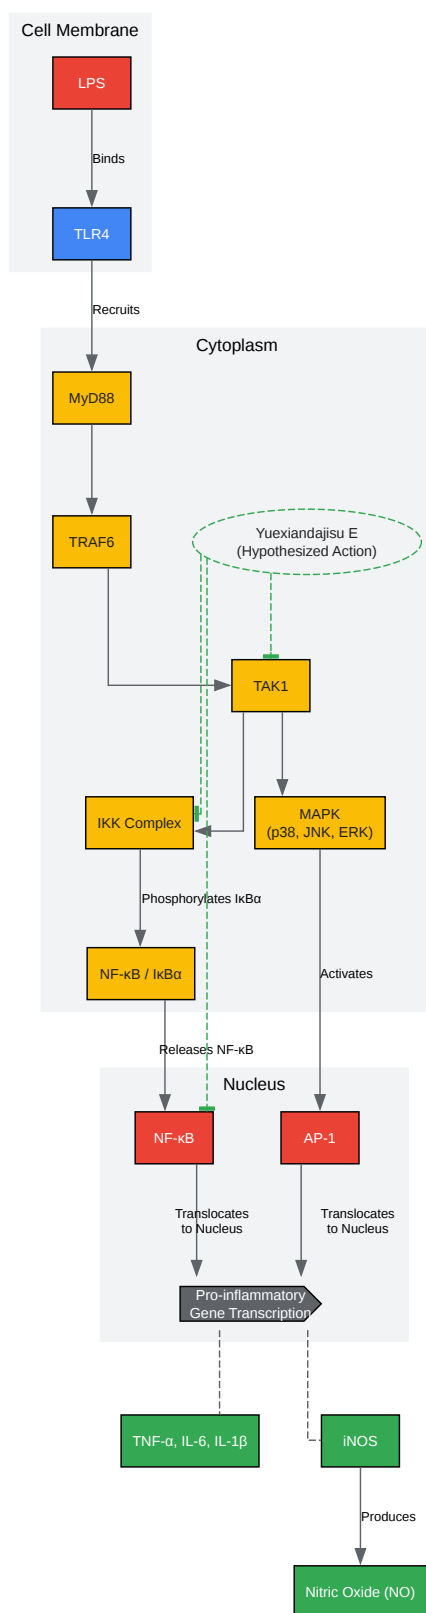 Cell Membrane
LPS
Binds
TLR4
Recruits
Cytoplasm
MyD88
TRAF6
Yuexiandajisu E
(Hypothesized Action)
TAK1
IKK Complex
MAPK
(p38, JNK, ERK)
Phosphorylates IκBα
NF-κB / IκBα
Activates
Releases NF-κB
Nucleus
NF-κB
AP-1
Translocates
to Nucleus
Translocates
to Nucleus
Pro-inflammatory
Gene Transcription
TNF-α, IL-6, IL-1β
iNOS
Produces
Nitric Oxide (NO)